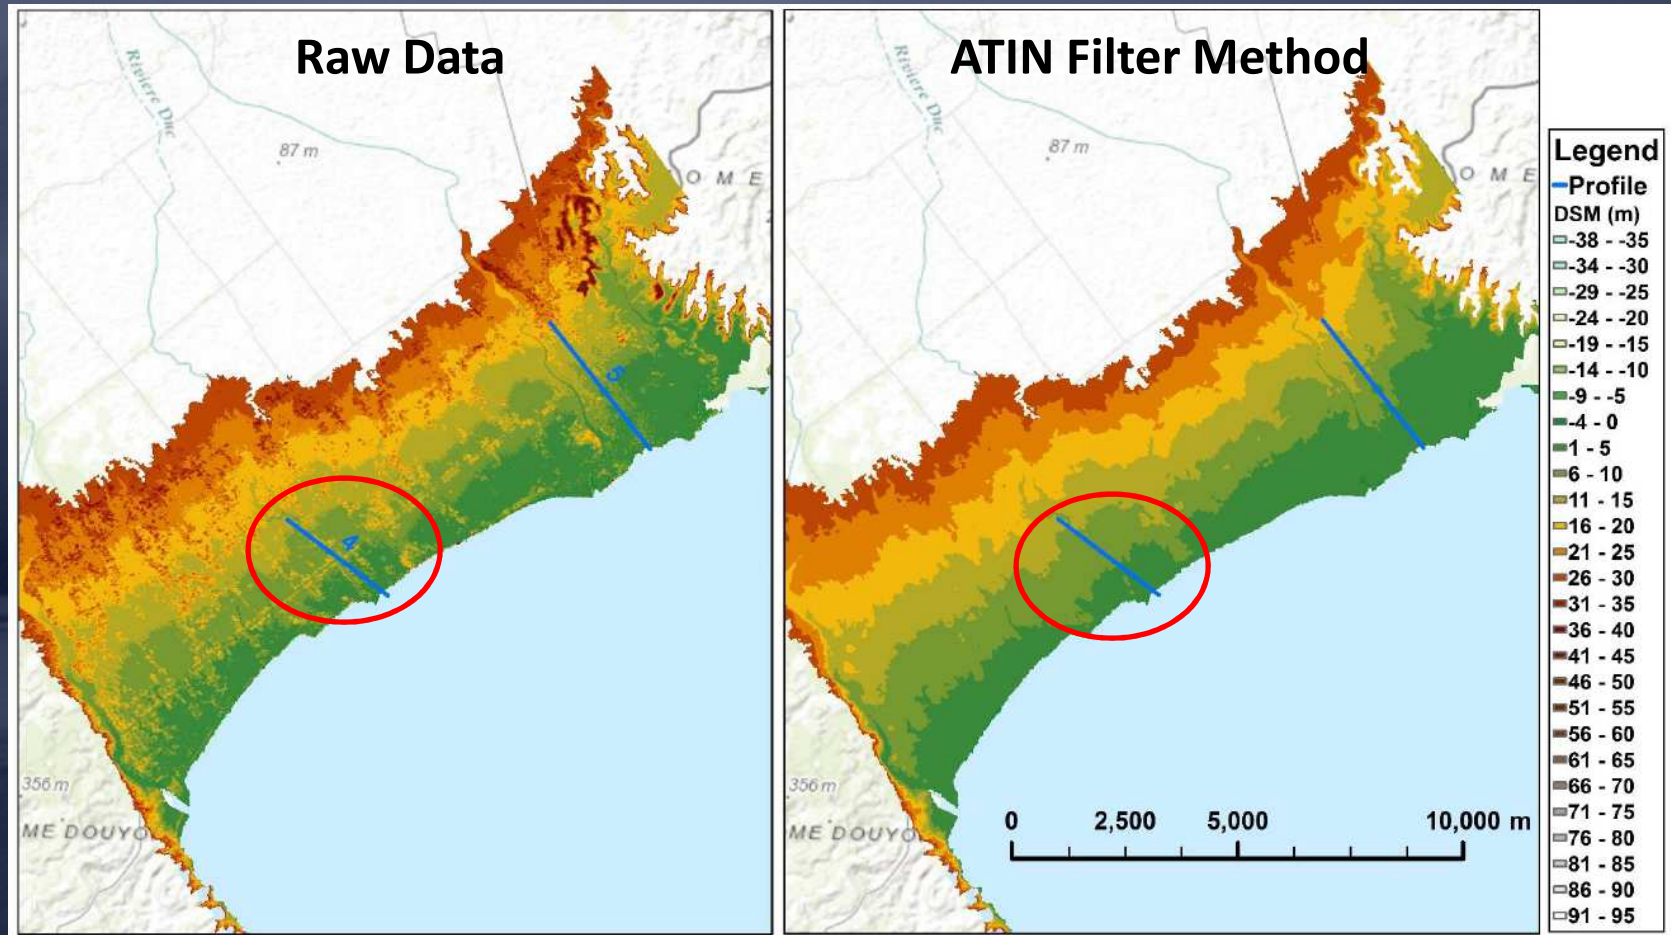 Raw Data
Rivière Duc
87 m
O M E
5
4
356 m
ME DOUYO
ATIN Filter Method
Rivière Duc
87 m
O M E
356 m
ME DOUYO
0 2,500 5,000 10,000 m
Legend
Profile
DSM (m)
-38 - -35
-34 - -30
-29 - -25
-24 - -20
-19 - -15
-14 - -10
-9 - -5
-4 - 0
1 - 5
6 - 10
11 - 15
16 - 20
21 - 25
26 - 30
31 - 35
36 - 40
41 - 45
46 - 50
51 - 55
56 - 60
61 - 65
66 - 70
71 - 75
76 - 80
81 - 85
86 - 90
91 - 95